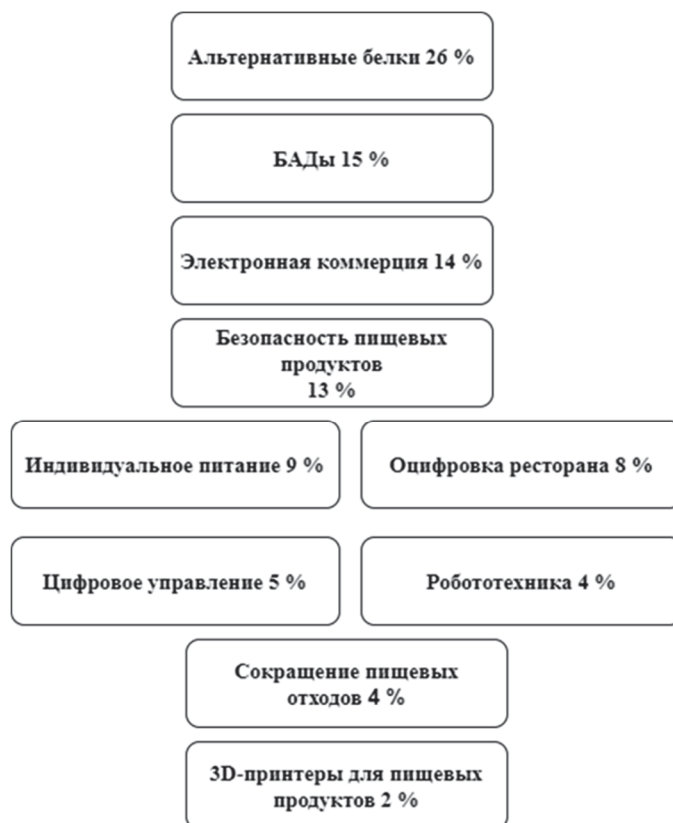 Альтернативные белки 26 %
БАДы 15 %
Электронная коммерция 14 %
Безопасность пищевых
продуктов
13 %
Индивидуальное питание 9 %
Оцифровка ресторана 8 %
Цифровое управление 5 %
Робототехника 4 %
Сокращение пищевых
отходов 4 %
3D-принтеры для пищевых
продуктов 2 %